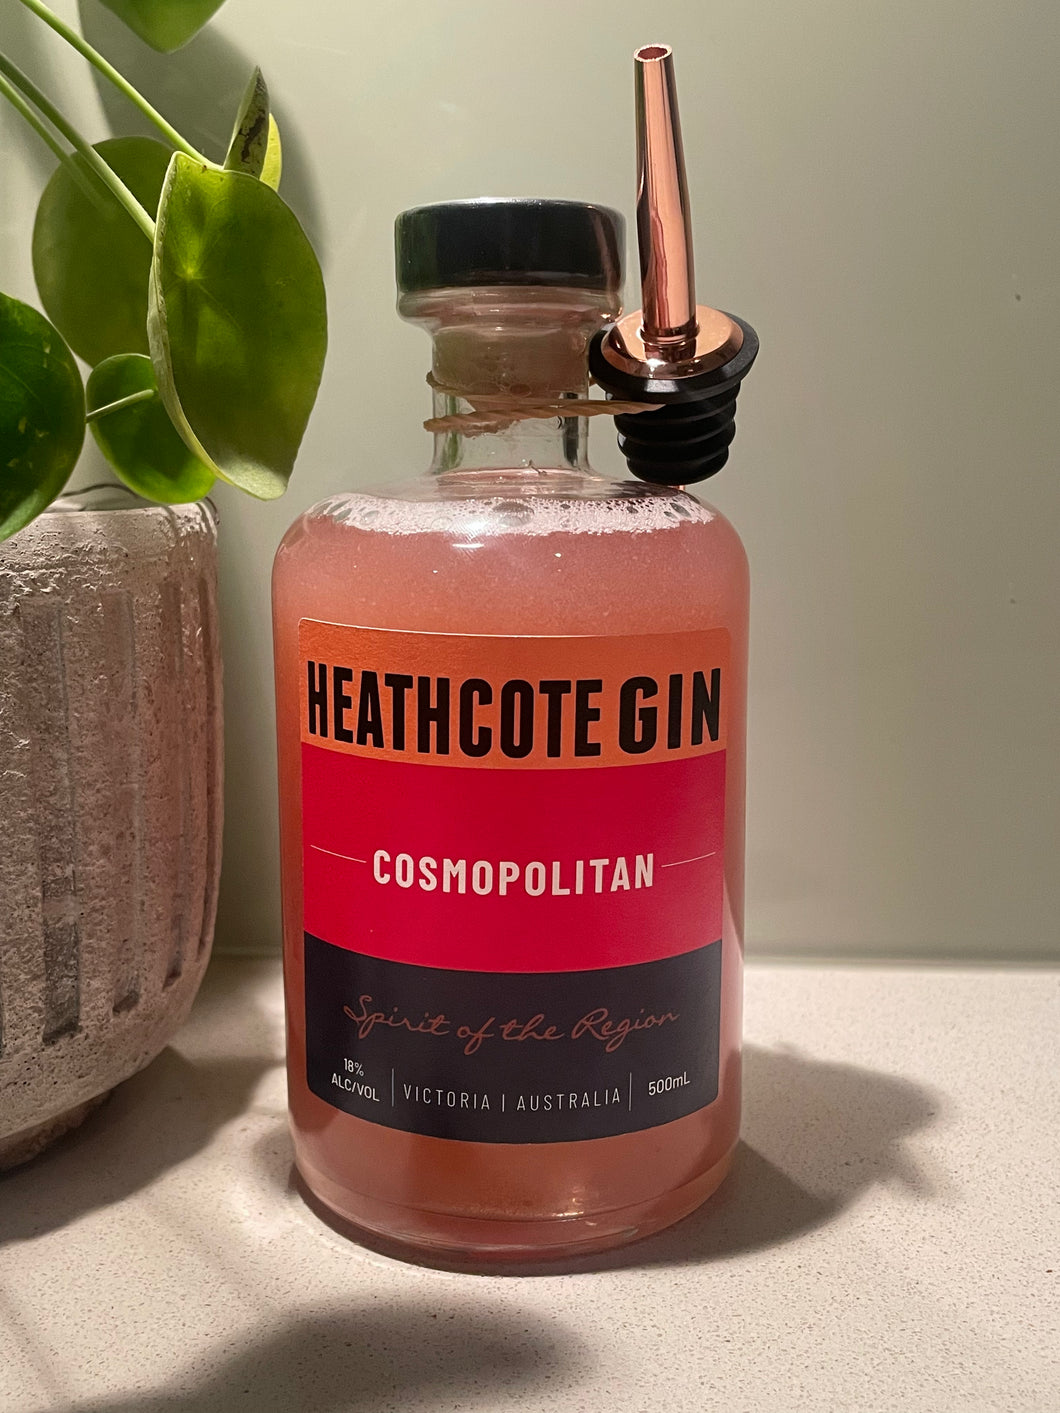 HEATHCOTE GIN
COSMOPOLITAN
Spirit of the Region
18%
ALC/VOL
VICTORIA | AUSTRALIA
500mL